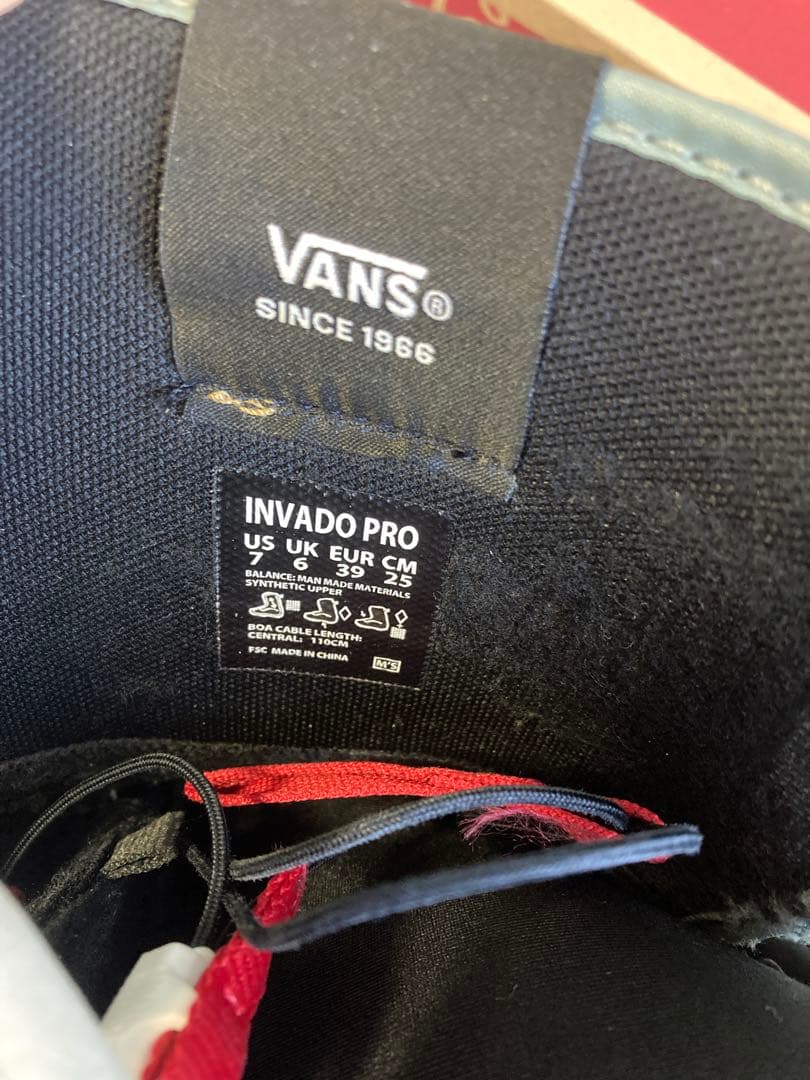 VANS®
SINCE 1966
INVADO PRO
US UK EUR CM
7 6 39 25
BALANCE: MAN MADE MATERIALS
SYNTHETIC UPPER
BOA CABLE LENGTH:
CENTRAL: 110CM
FSC MADE IN CHINA
M'S